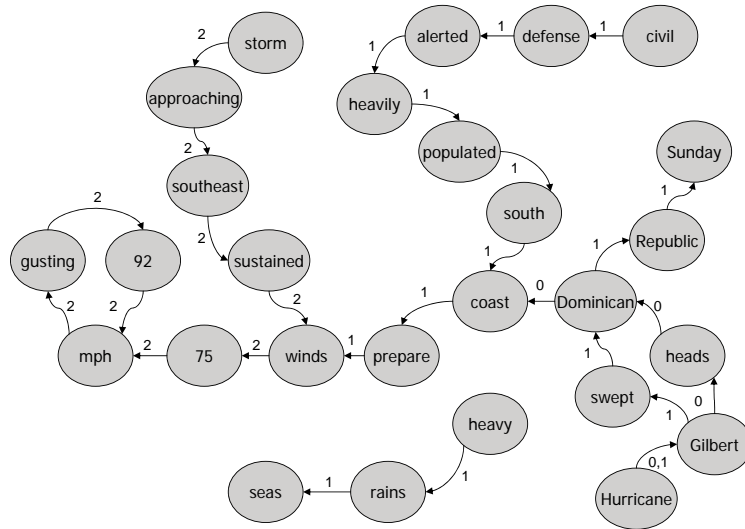 storm
2
approaching
2
southeast
2
sustained
2
winds
2
75
2
mph
2
gusting
2
92
2
civil
1
defense
1
alerted
1
heavily
1
populated
1
south
1
coast
1
prepare
1
Sunday
1
Republic
1
Dominican
0
0
heads
0
1
swept
1
Gilbert
0,1
Hurricane
heavy
1
rains
1
seas